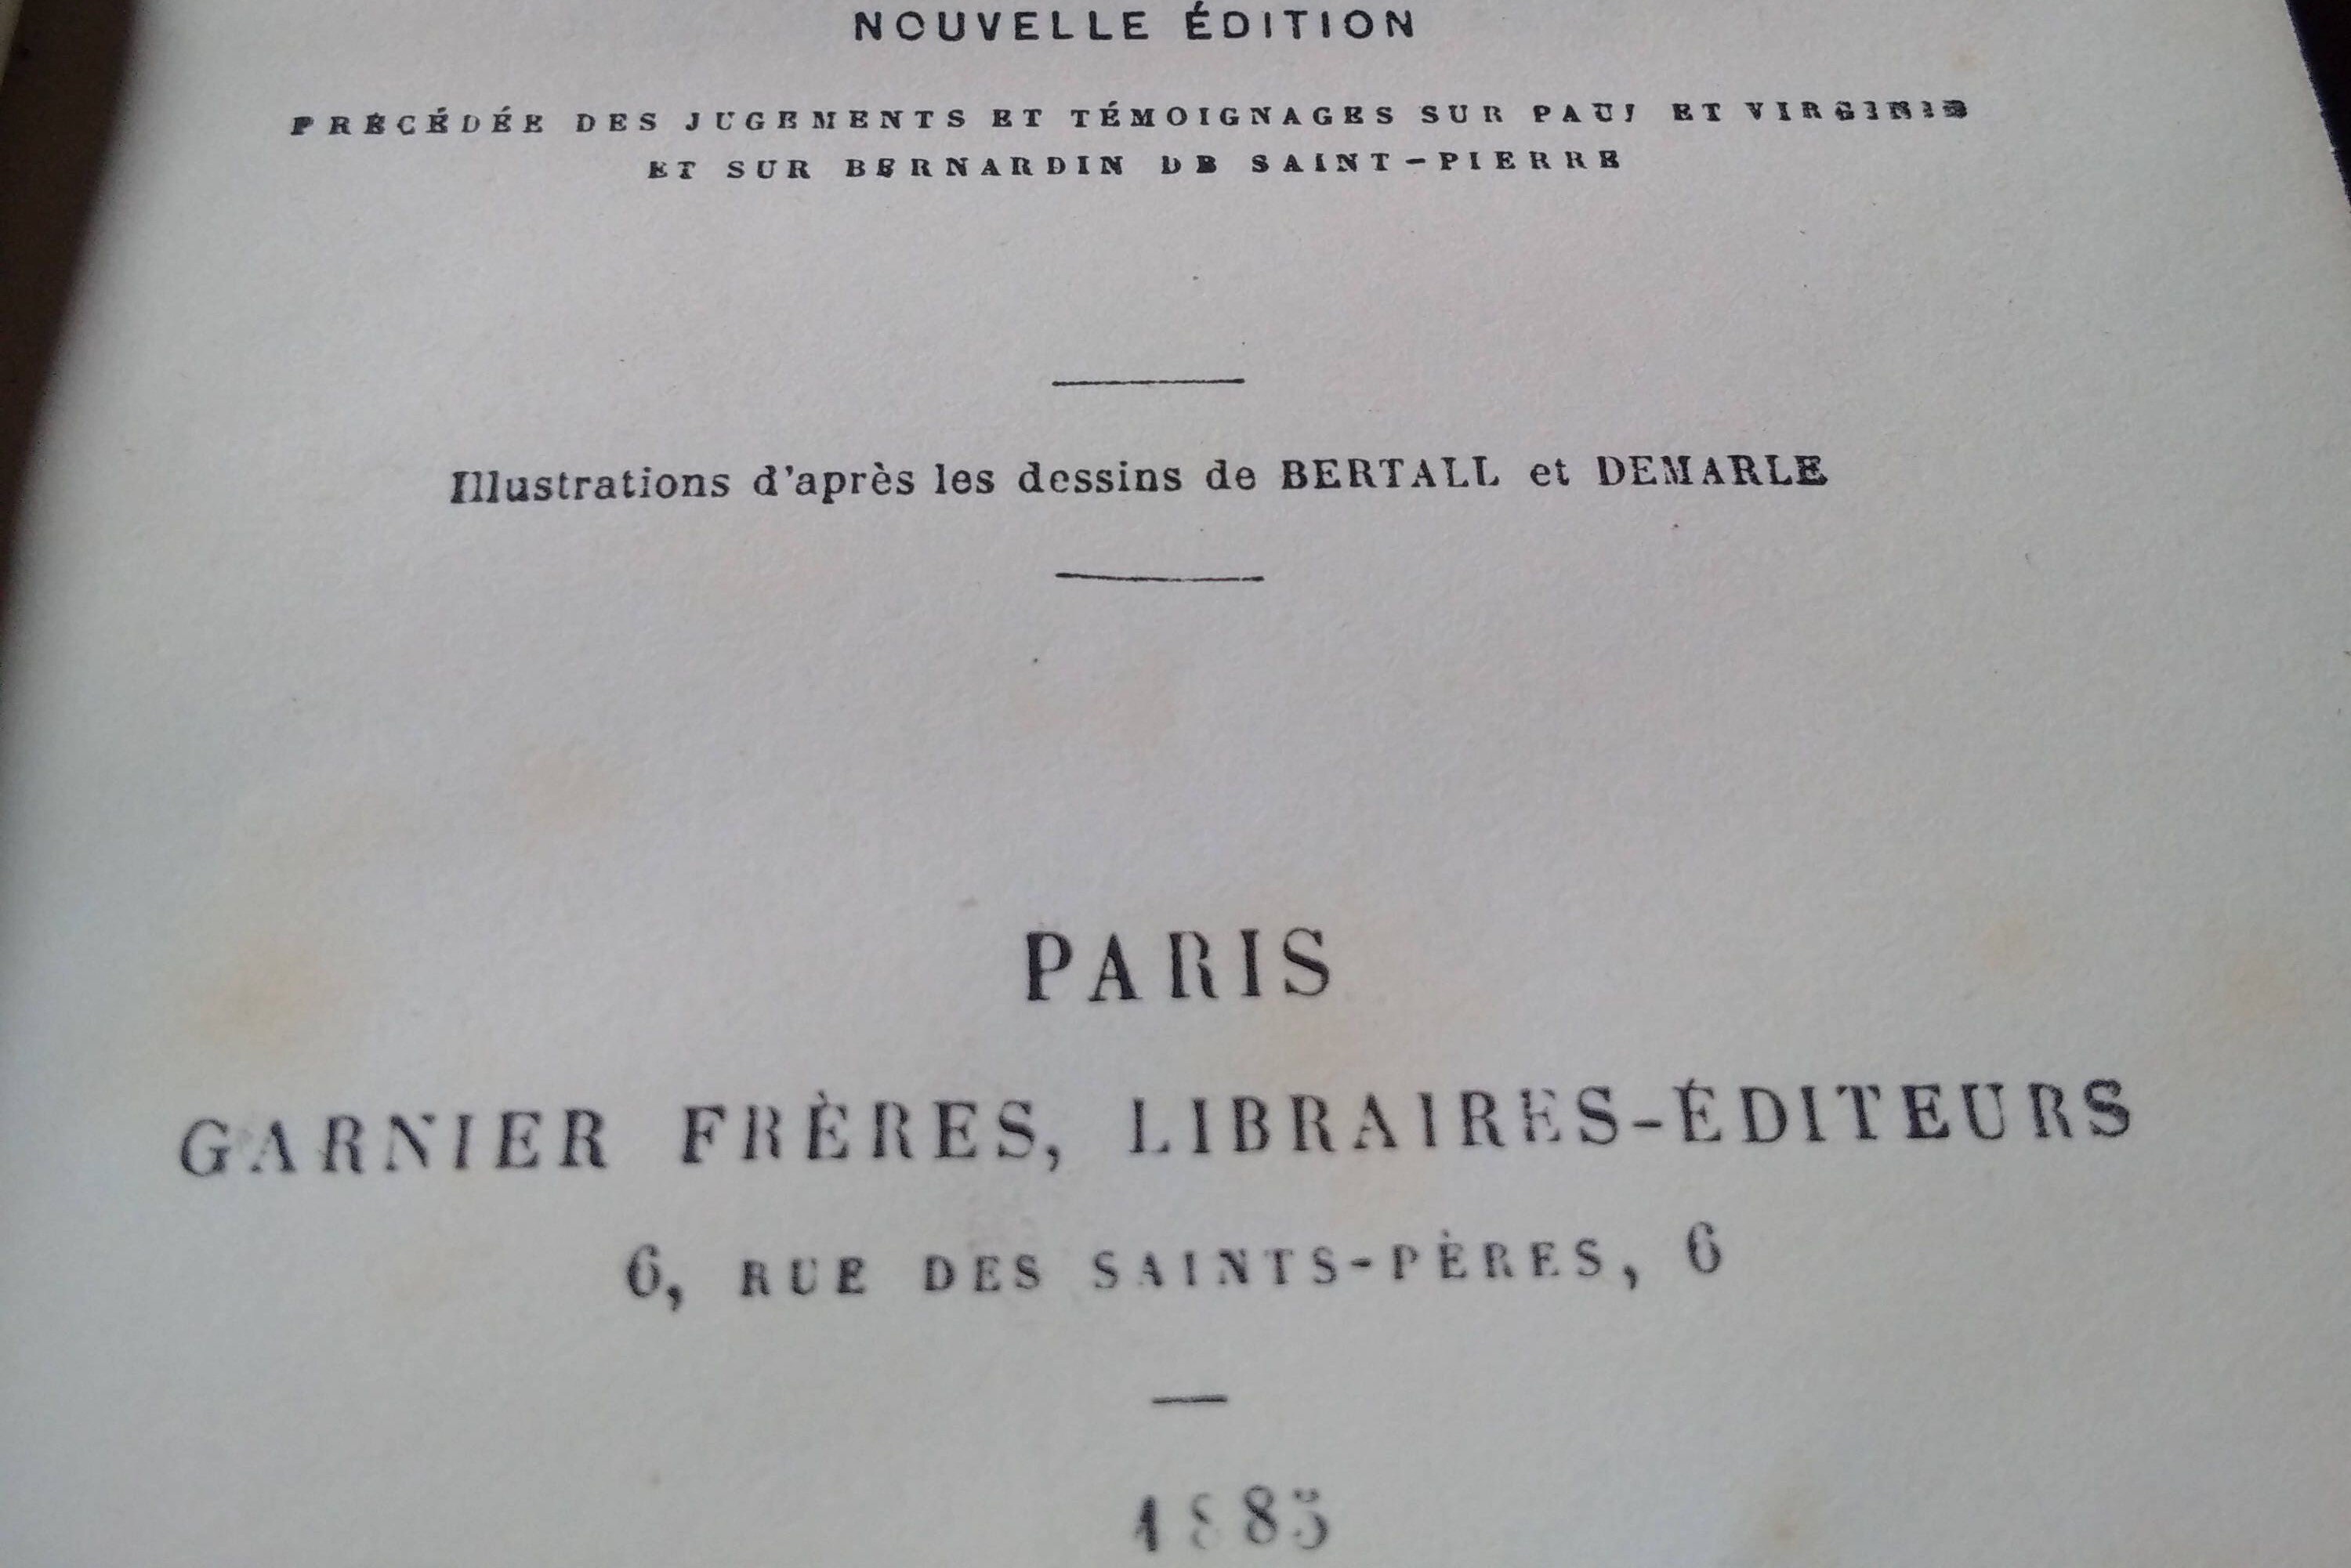 NOUVELLE ÉDITION
PRÉCÉDÉE DES JUGEMENTS ET TÉMOIGNAGES SUR PAUL ET VIRGINIE
ET SUR BERNARDIN DE SAINT-PIERRE
Illustrations d'après les dessins de BERTALL et DEMARLE
PARIS
GARNIER FRÈRES, LIBRAIRES-ÉDITEURS
6, RUE DES SAINTS-PÈRES, 6
1885